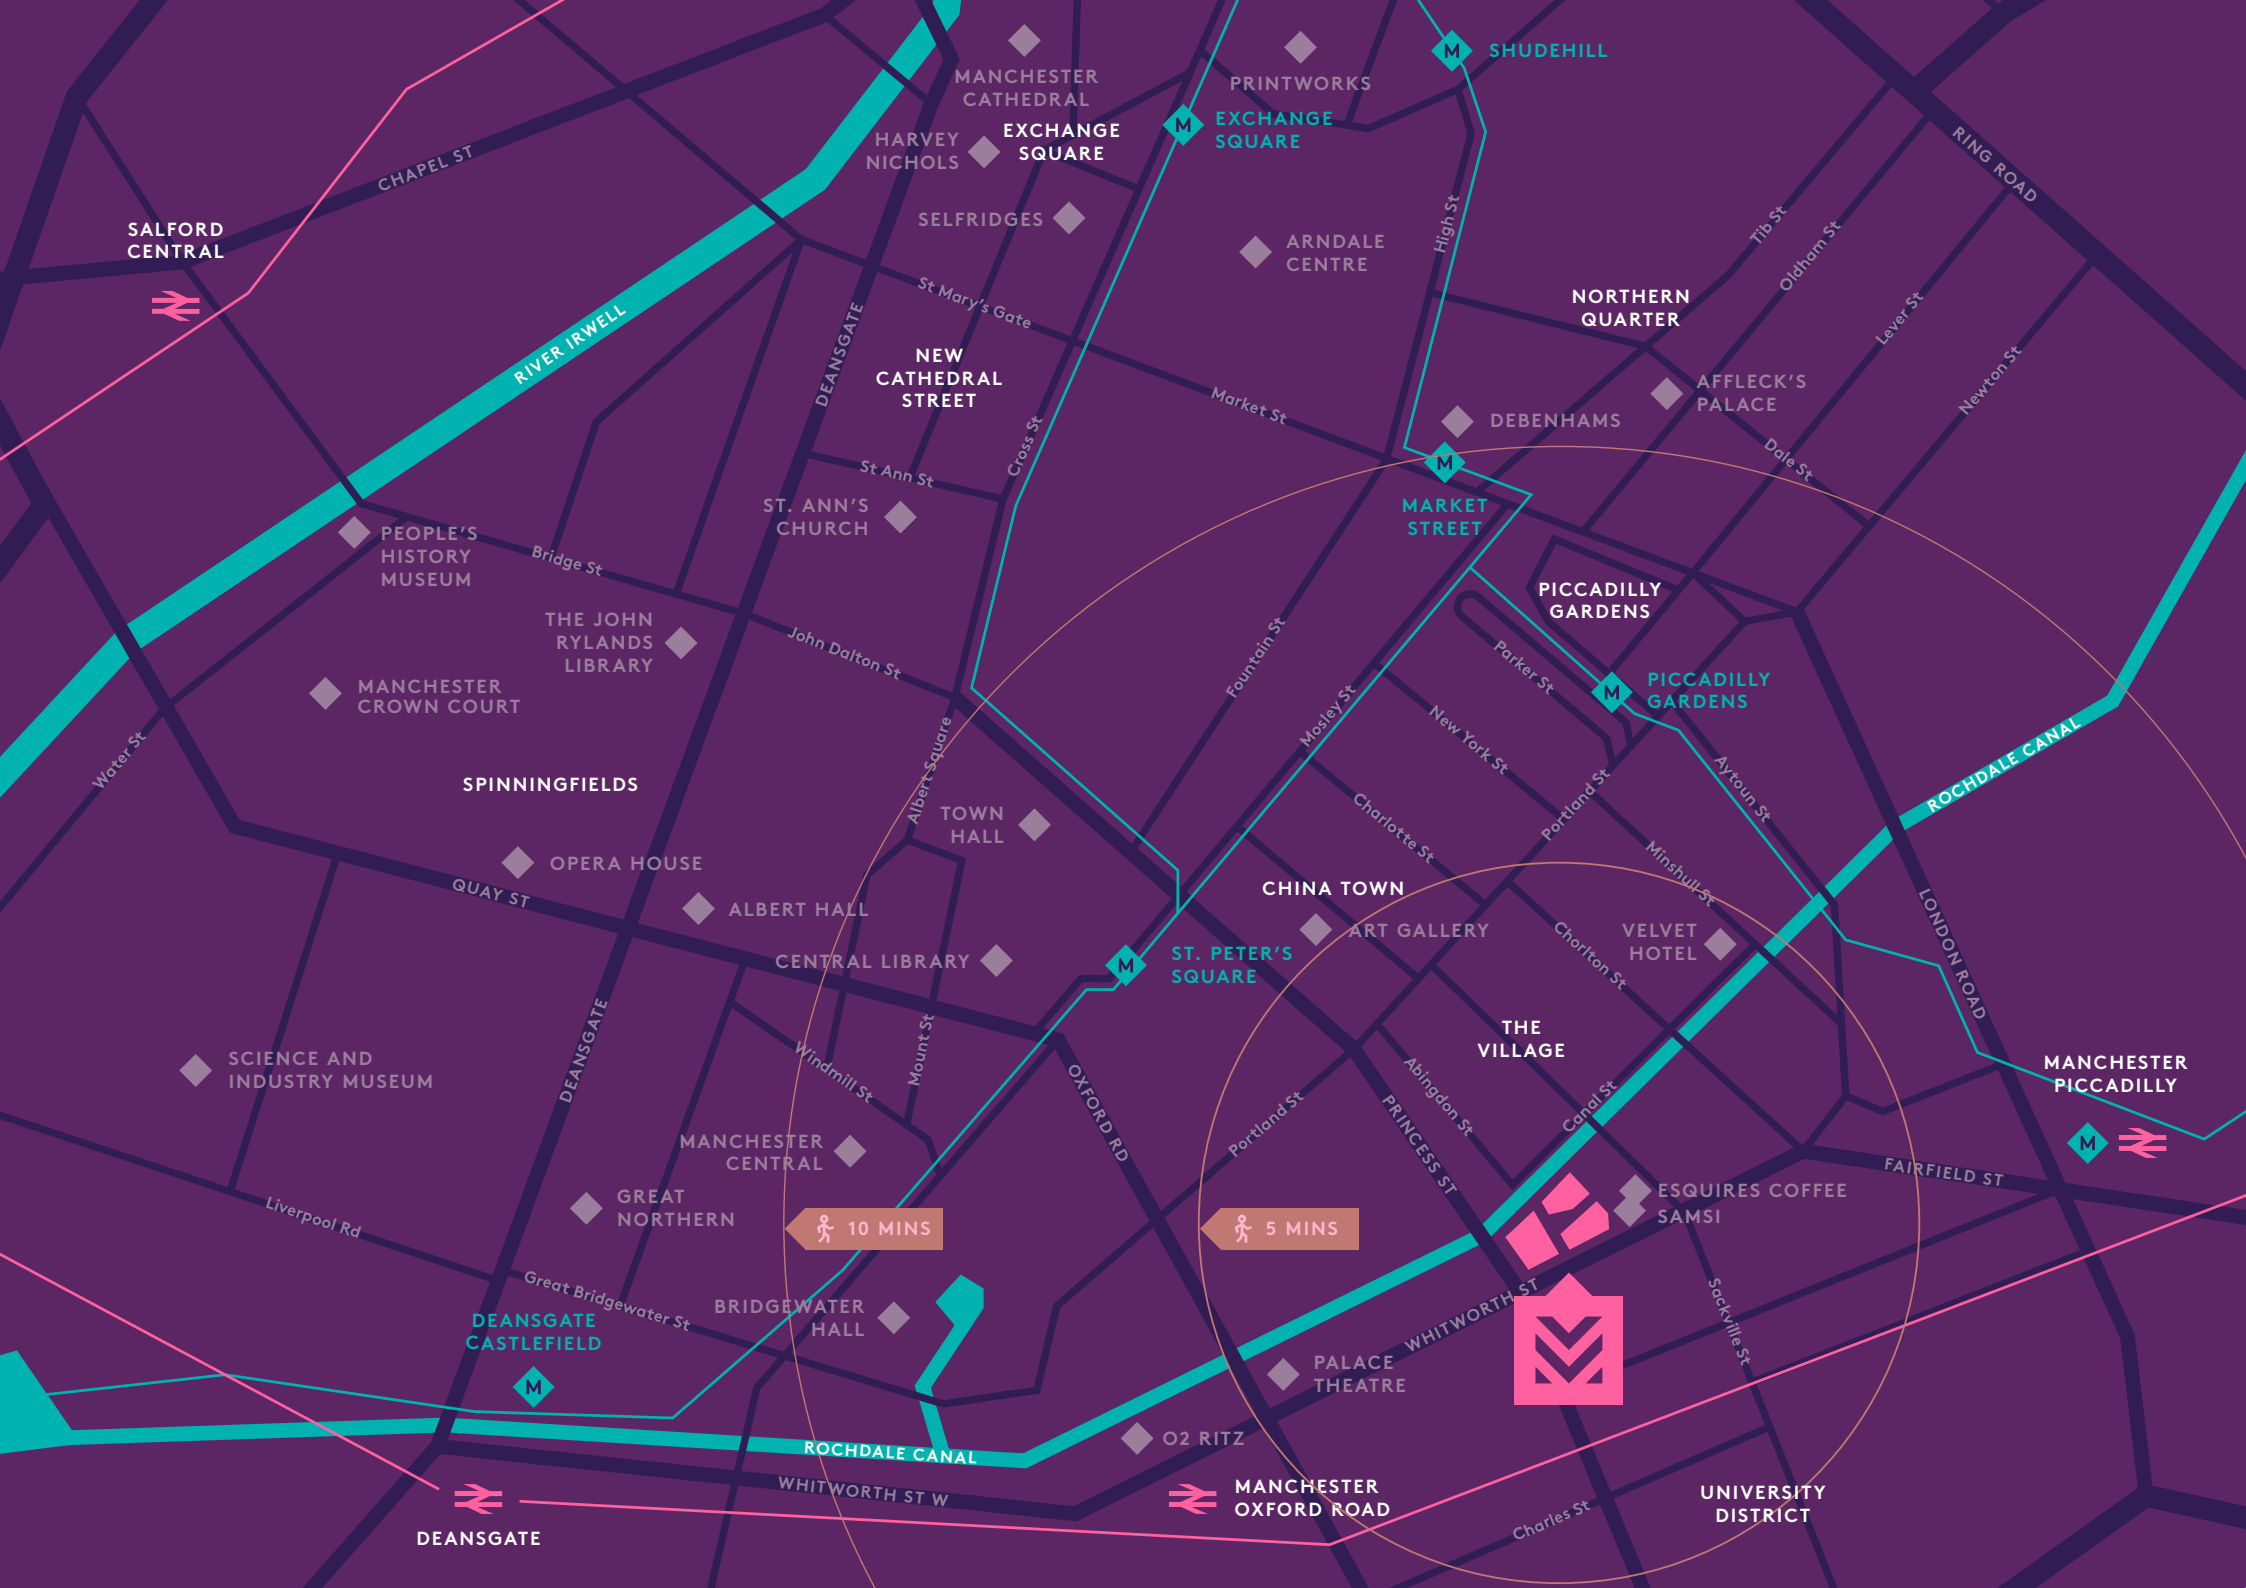 MANCHESTER
CATHEDRAL
PRINTWORKS
M
SHUDEHILL
M
EXCHANGE
SQUARE
HARVEY
NICHOLS
EXCHANGE
SQUARE
RING ROAD
CHAPEL ST
SALFORD
CENTRAL
SELFRIDGES
ARNDALE
CENTRE
High St
Tib St
Oldham St
Lever St
Newton St
NORTHERN
QUARTER
RIVER IRWELL
St Mary's Gate
DEANSGATE
NEW
CATHEDRAL
STREET
Market St
AFFLECK'S
PALACE
DEBENHAMS
Cross St
Dale St
M
MARKET
STREET
St Ann St
ST. ANN'S
CHURCH
PEOPLE'S
HISTORY
MUSEUM
Bridge St
PICCADILLY
GARDENS
THE JOHN
RYLANDS
LIBRARY
John Dalton St
Fountain St
Parker St
M
PICCADILLY
GARDENS
MANCHESTER
CROWN COURT
Mosley St
New York St
Water St
SPINNINGFIELDS
Albert Square
ROCHDALE CANAL
Aytoun St
Portland St
TOWN
HALL
Charlotte St
OPERA HOUSE
QUAY ST
ALBERT HALL
CHINA TOWN
Minshull St
ART GALLERY
VELVET
HOTEL
Chorlton St
LONDON ROAD
CENTRAL LIBRARY
M
ST. PETER'S
SQUARE
DEANSGATE
Mount St
THE
VILLAGE
SCIENCE AND
INDUSTRY MUSEUM
Windmill St
OXFORD RD
Abingdon St
Canal St
MANCHESTER
PICCADILLY
M
Portland St
PRINCESS ST
MANCHESTER
CENTRAL
FAIRFIELD ST
GREAT
NORTHERN
ESQUIRES COFFEE
SAMSI
Liverpool Rd
10 MINS
5 MINS
Great Bridgewater St
BRIDGEWATER
HALL
WHITWORTH ST
Sackville St
DEANSGATE
CASTLEFIELD
M
PALACE
THEATRE
ROCHDALE CANAL
O2 RITZ
WHITWORTH ST W
MANCHESTER
OXFORD ROAD
UNIVERSITY
DISTRICT
Charles St
DEANSGATE